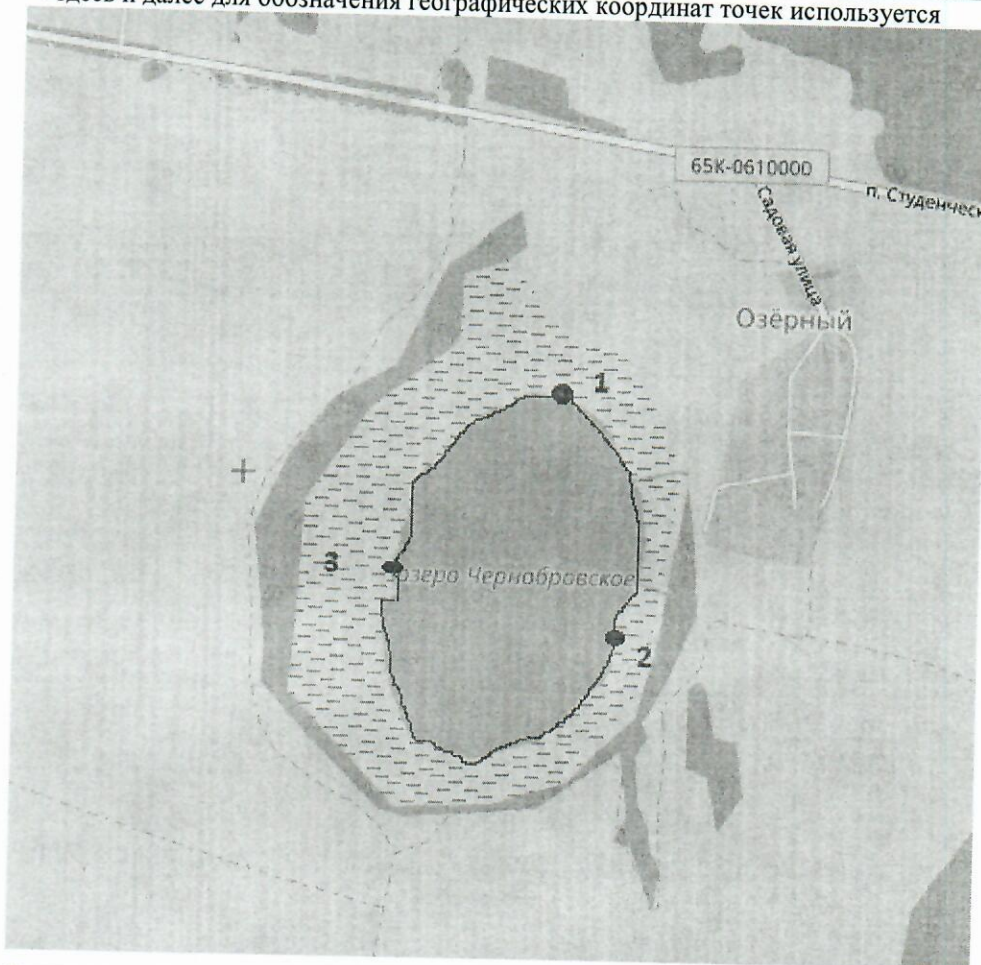 здесь и далее для обозначения географических координат точек используется
65К-0610000
п. Студенческ
Садовая улица
Озёрный
1
3
озеро Чернобровское
2